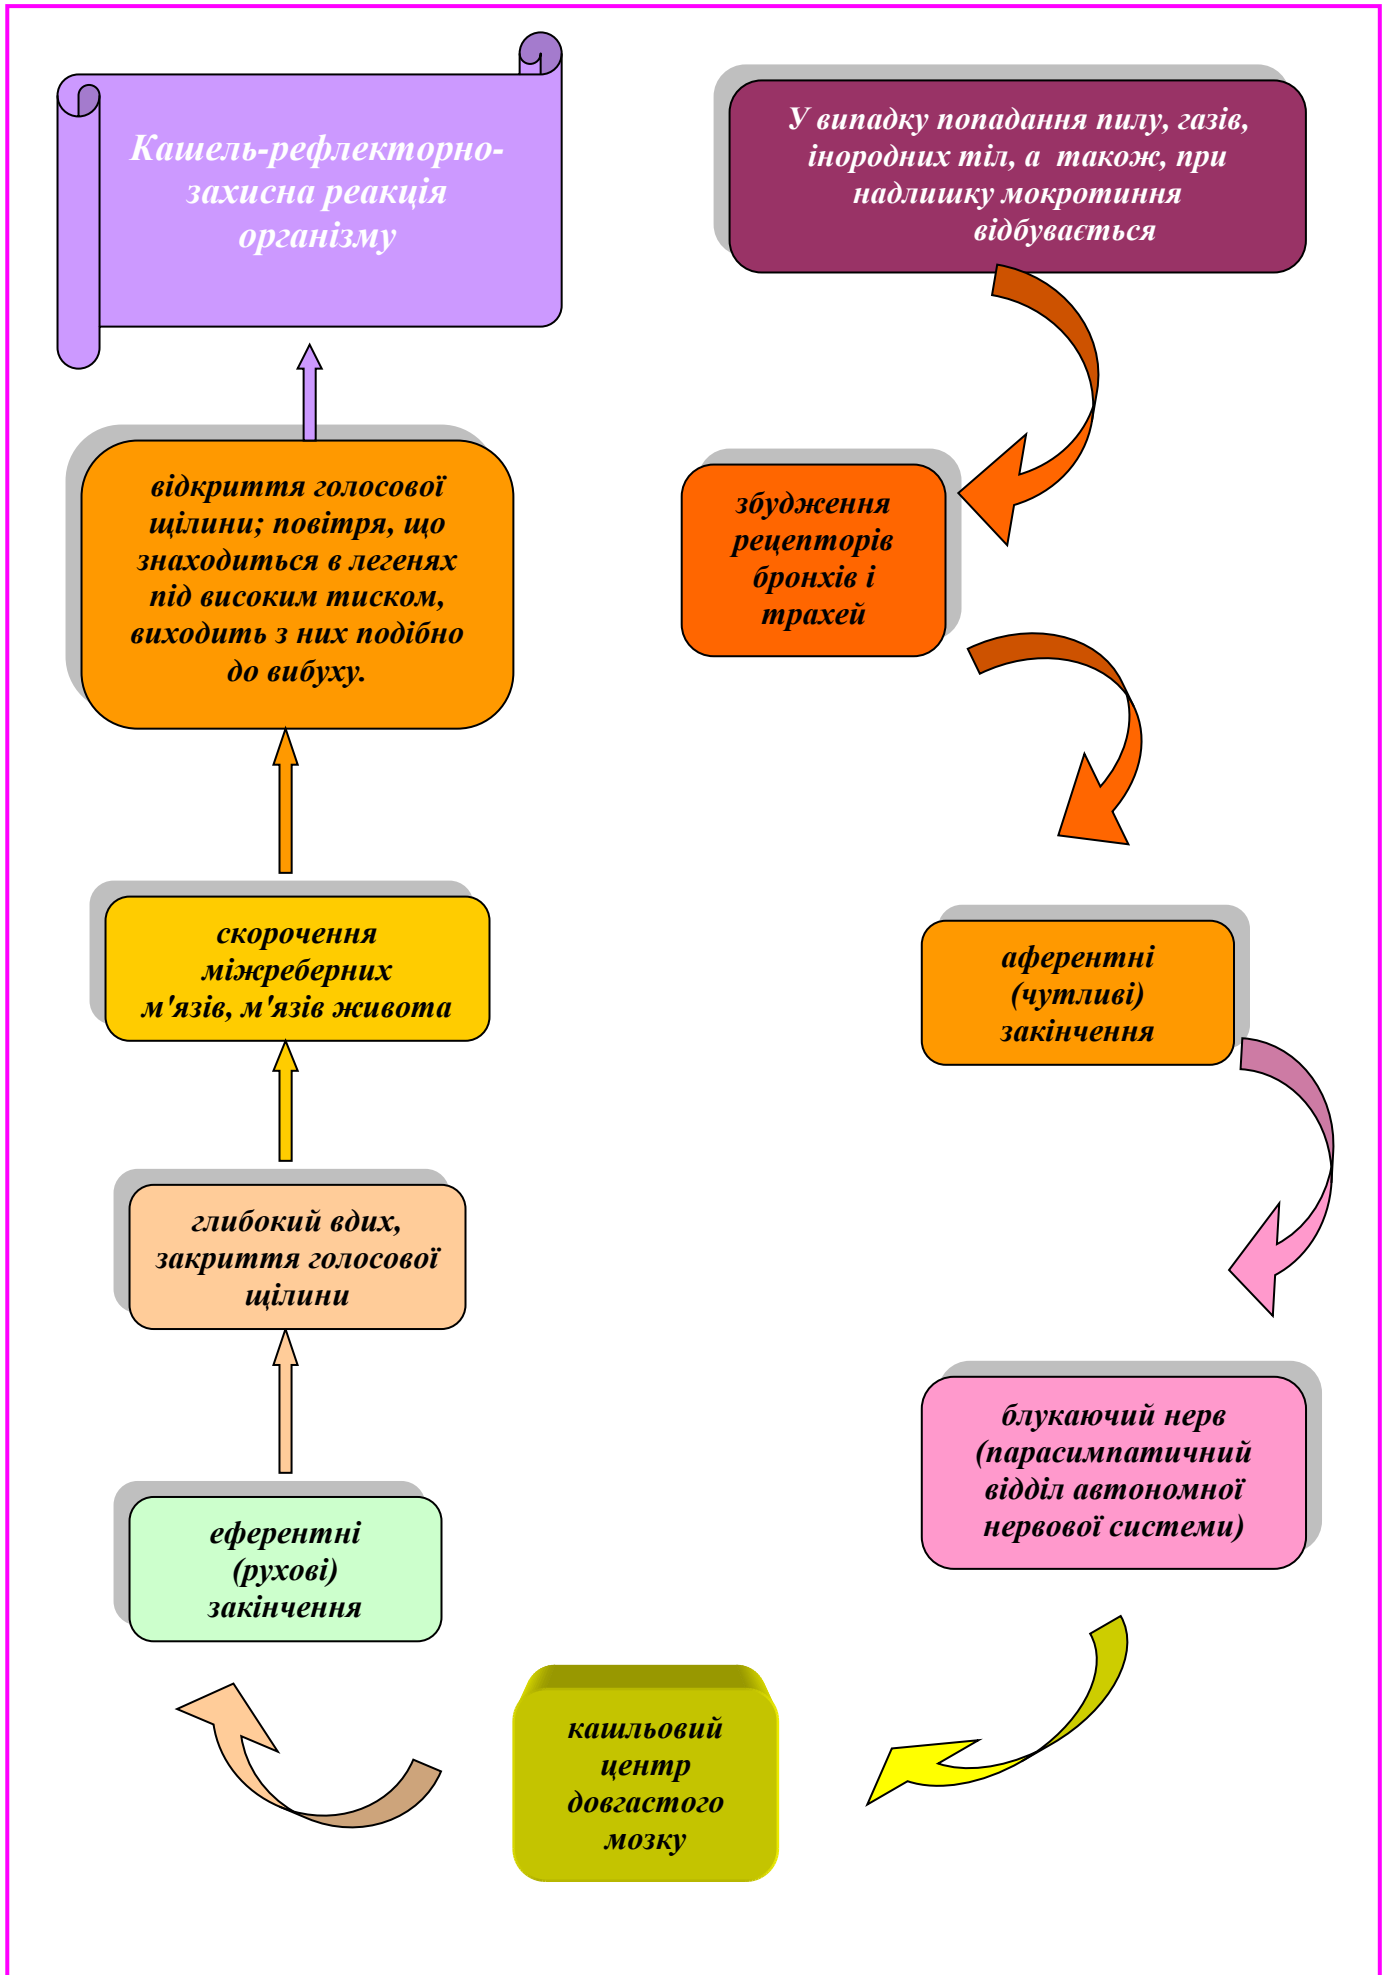 Кашель-рефлекторно-
захисна реакція
організму
У випадку попадання пилу, газів,
інородних тіл, а також, при
надлишку мокротиння
відбувається
збудження
рецепторів
бронхів і
трахей
аферентні
(чутливі)
закінчення
блукаючий нерв
(парасимпатичний
відділ автономної
нервової системи)
кашльовий
центр
довгастого
мозку
еферентні
(рухові)
закінчення
глибокий вдих,
закриття голосової
щілини
скорочення
міжреберних
м'язів, м'язів живота
відкриття голосової
щілини; повітря, що
знаходиться в легенях
під високим тиском,
виходить з них подібно
до вибуху.